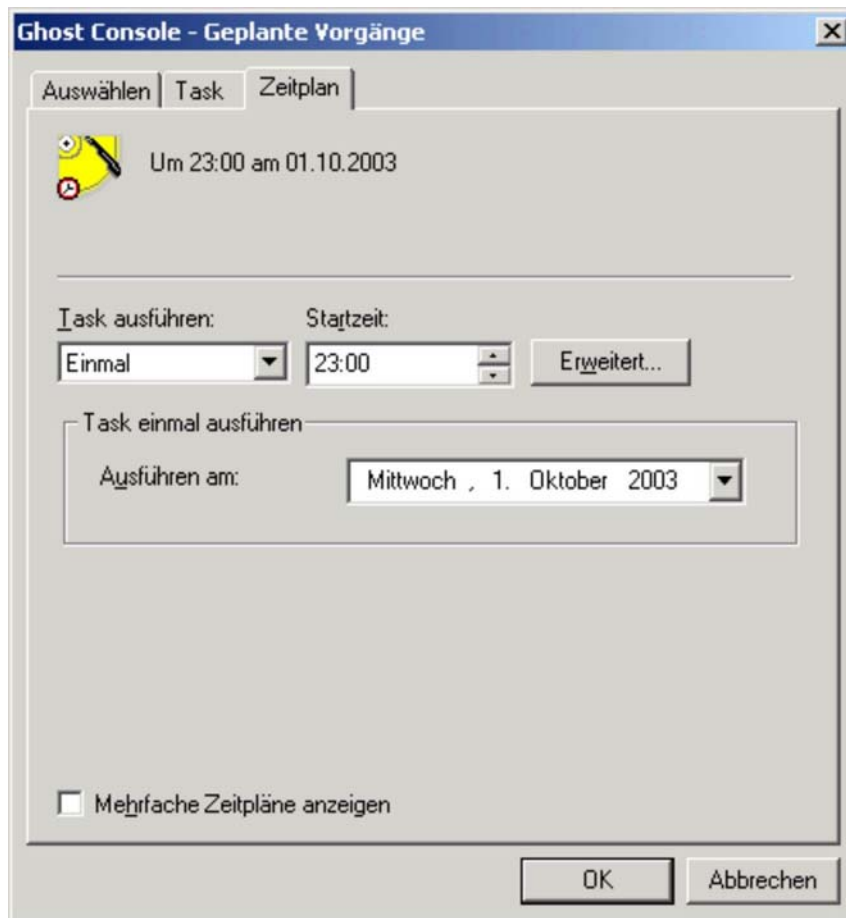 Ghost Console - Geplante Vorgänge
Auswählen Task Zeitplan
Um 23:00 am 01.10.2003
Task ausführen: Startzeit:
Einmal 23:00 Erweitert...
Task einmal ausführen
Ausführen am: Mittwoch , 1. Oktober 2003
Mehrfache Zeitpläne anzeigen
OK Abbrechen